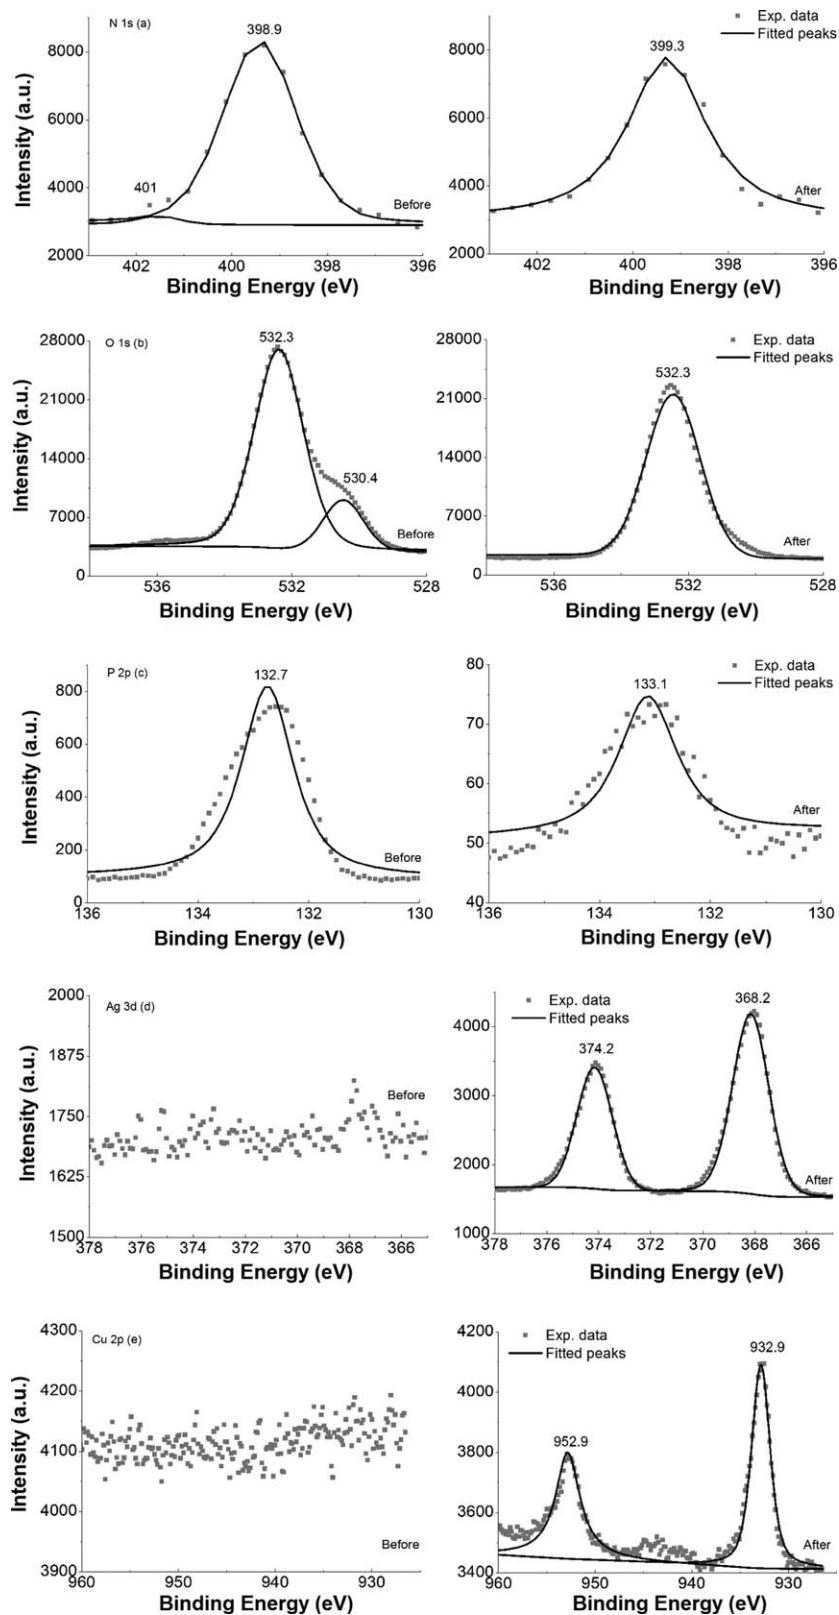 N 1s (a)
398.9
401
Before
8000
6000
4000
2000
402 400 398 396
Intensity (a.u.)
Binding Energy (eV)
Exp. data
Fitted peaks
399.3
After
8000
6000
4000
2000
402 400 398 396
Binding Energy (eV)
O 1s (b)
532.3
530.4
Before
28000
21000
14000
7000
0
536 532 528
Intensity (a.u.)
Binding Energy (eV)
Exp. data
Fitted peaks
532.3
After
28000
21000
14000
7000
0
536 532 528
Binding Energy (eV)
P 2p (c)
132.7
Before
800
600
400
200
0
136 134 132 130
Intensity (a.u.)
Binding Energy (eV)
Exp. data
Fitted peaks
133.1
After
80
70
60
50
40
136 134 132 130
Binding Energy (eV)
Ag 3d (d)
Before
2000
1875
1750
1625
1500
378 376 374 372 370 368 366
Intensity (a.u.)
Binding Energy (eV)
Exp. data
Fitted peaks
368.2
374.2
After
4000
3000
2000
1000
378 376 374 372 370 368 366
Binding Energy (eV)
Cu 2p (e)
Before
4300
4200
4100
4000
3900
960 950 940 930
Intensity (a.u.)
Binding Energy (eV)
Exp. data
Fitted peaks
932.9
952.9
After
4200
4000
3800
3600
3400
960 950 940 930
Binding Energy (eV)